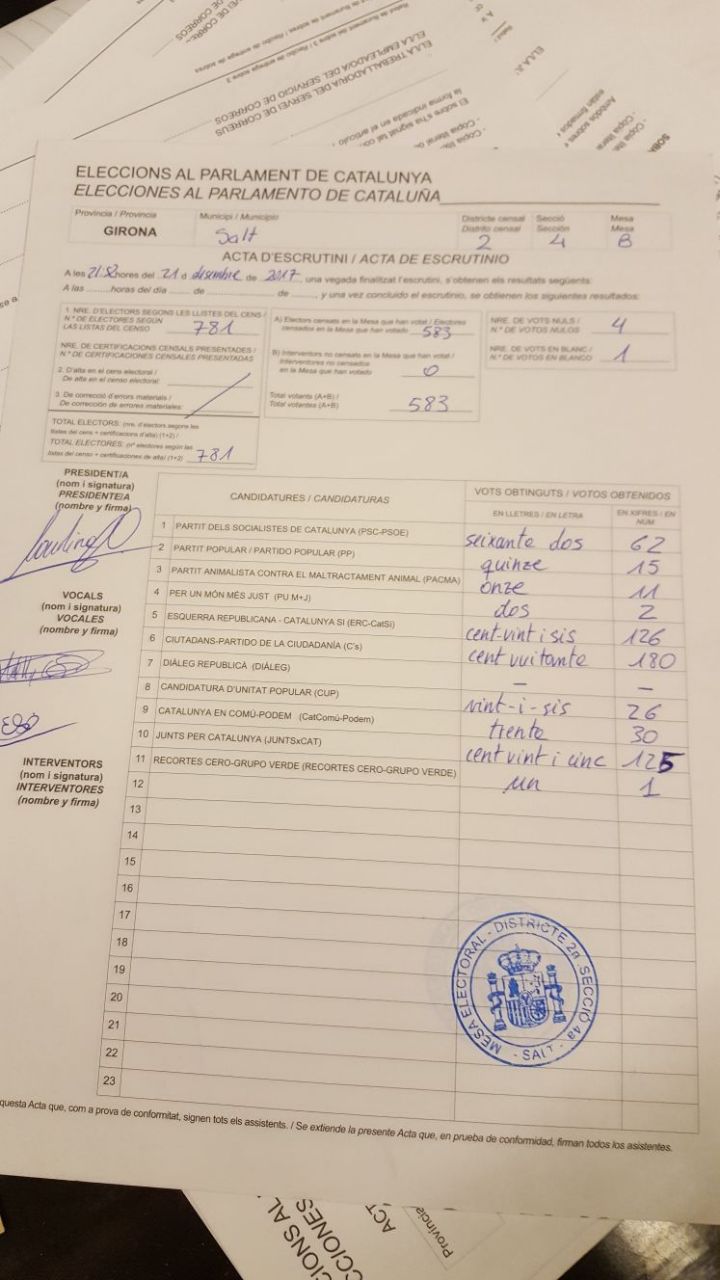 ELECCIONS AL PARLAMENT DE CATALUNYA
ELECCIONES AL PARLAMENTO DE CATALUÑA
Província / Provincia
GIRONA
Municipi / Municipio
Salt
Districte censal
Distrito censal
2
Secció
Sección
4
Mesa
Mesa
B
ACTA D'ESCRUTINI / ACTA DE ESCRUTINIO
A les 21.50 hores del 21 d desembre de 2017, una vegada finalitzat l'escrutini, s'obtenen els resultats següents:
A las ......... horas del día ...... de .................. de ........, y una vez concluido el escrutinio, se obtienen los siguientes resultados:
1. NRE. D'ELECTORS SEGONS LES LLISTES DEL CENS /
N.º DE ELECTORES SEGÚN
LAS LISTAS DEL CENSO
781
NRE. DE CERTIFICACIONS CENSALS PRESENTADES /
N.º DE CERTIFICACIONES CENSALES PRESENTADAS
2. D'alta en el cens electoral /
De alta en el censo electoral:
3. De correcció d'errors materials /
De corrección de errores materiales:
TOTAL ELECTORS: (nre. d'electors segons les
llistes del cens + certificacions d'alta) (1+2) /
TOTAL ELECTORES: (nº electores según las
listas del censo + certificaciones de alta) (1+2)
781
A) Electors censats en la Mesa que han votat / Electores
censados en la Mesa que han votado
583
B) Interventors no censats en la Mesa que han votat /
Interventores no censados
en la Mesa que han votado
0
Total votants (A+B) /
Total votantes (A+B)
583
NRE. DE VOTS NULS /
N.º DE VOTOS NULOS
4
NRE. DE VOTS EN BLANC /
N.º DE VOTOS EN BLANCO
1
PRESIDENT/A
(nom i signatura)
PRESIDENTE/A
(nombre y firma)
VOCALS
(nom i signatura)
VOCALES
(nombre y firma)
INTERVENTORS
(nom i signatura)
INTERVENTORES
(nombre y firma)
CANDIDATURES / CANDIDATURAS
VOTS OBTINGUTS / VOTOS OBTENIDOS
EN LLETRES / EN LETRA
EN XIFRES / EN NÚM
1 PARTIT DELS SOCIALISTES DE CATALUNYA (PSC-PSOE)
seixante dos 62
2 PARTIT POPULAR / PARTIDO POPULAR (PP)
quinze 15
3 PARTIT ANIMALISTA CONTRA EL MALTRACTAMENT ANIMAL (PACMA)
onze 11
4 PER UN MÓN MÉS JUST (PU M+J)
dos 2
5 ESQUERRA REPUBLICANA - CATALUNYA SI (ERC-CatSi)
cent-vint i sis 126
6 CIUTADANS-PARTIDO DE LA CIUDADANÍA (C's)
cent vuitante 180
7 DIÀLEG REPUBLICÀ (DIÀLEG)
— —
8 CANDIDATURA D'UNITAT POPULAR (CUP)
vint-i-sis 26
9 CATALUNYA EN COMÚ-PODEM (CatComú-Podem)
trente 30
10 JUNTS PER CATALUNYA (JUNTSxCAT)
cent vint i cinc 125
11 RECORTES CERO-GRUPO VERDE (RECORTES CERO-GRUPO VERDE)
un 1
12
13
14
15
16
17
18
19
20
21
22
23
MESA ELECTORAL - DISTRICTE 2n SECCIÓ 4a
- SALT -
questa Acta que, com a prova de conformitat, signen tots els assistents. / Se extiende la presente Acta que, en prueba de conformidad, firman todos los asistentes.